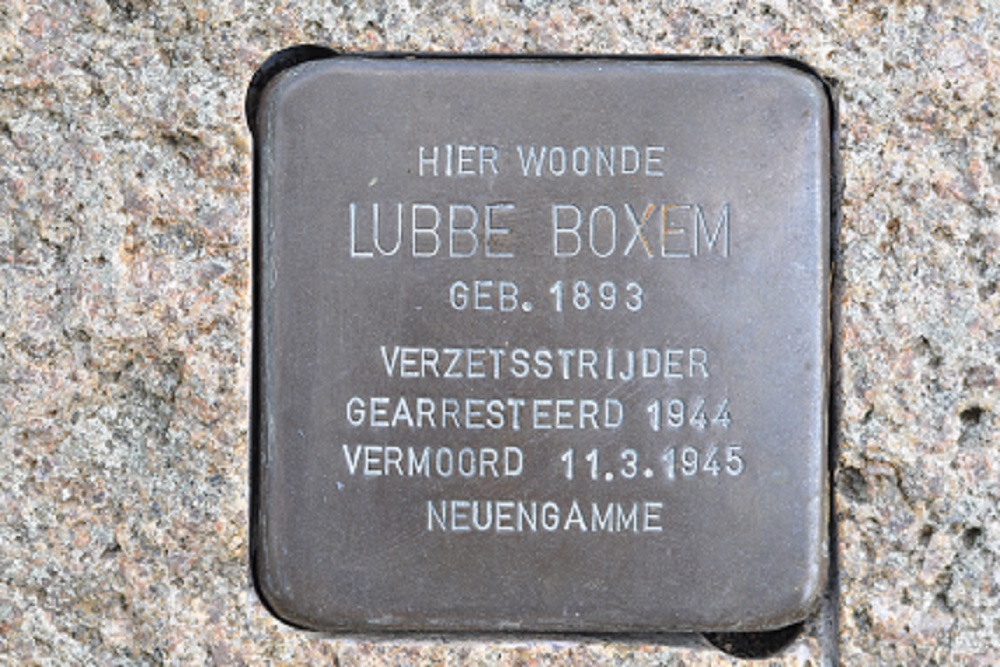 HIER WOONDE
LUBBE BOXEM
GEB. 1893
VERZETSSTRIJDER
GEARRESTEERD 1944
VERMOORD 11.3.1945
NEUENGAMME